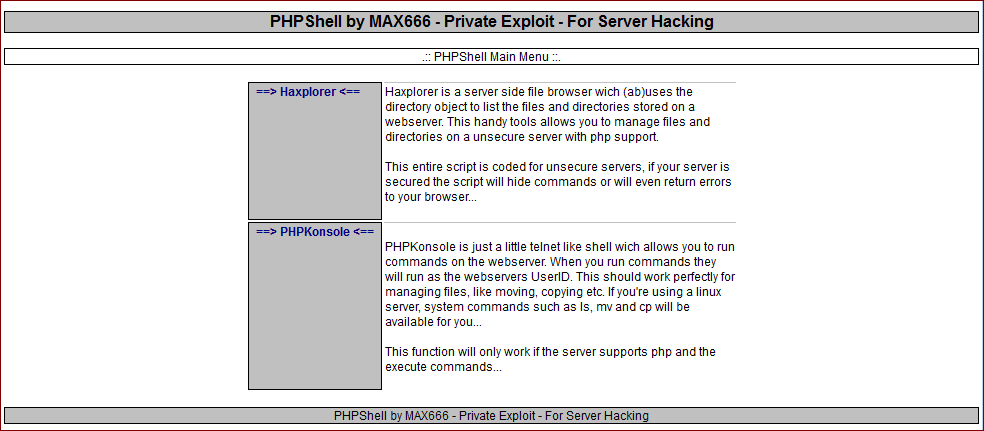 PHPShell by MAX666 - Private Exploit - For Server Hacking
.:: PHPShell Main Menu ::.
==> Haxplorer <==
Haxplorer is a server side file browser wich (ab)uses the
directory object to list the files and directories stored on a
webserver. This handy tools allows you to manage files and
directories on a unsecure server with php support.
This entire script is coded for unsecure servers, if your server is
secured the script will hide commands or will even return errors
to your browser...
==> PHPKonsole <==
PHPKonsole is just a little telnet like shell wich allows you to run
commands on the webserver. When you run commands they
will run as the webservers UserID. This should work perfectly for
managing files, like moving, copying etc. If you're using a linux
server, system commands such as ls, mv and cp will be
available for you...
This function will only work if the server supports php and the
execute commands...
PHPShell by MAX666 - Private Exploit - For Server Hacking